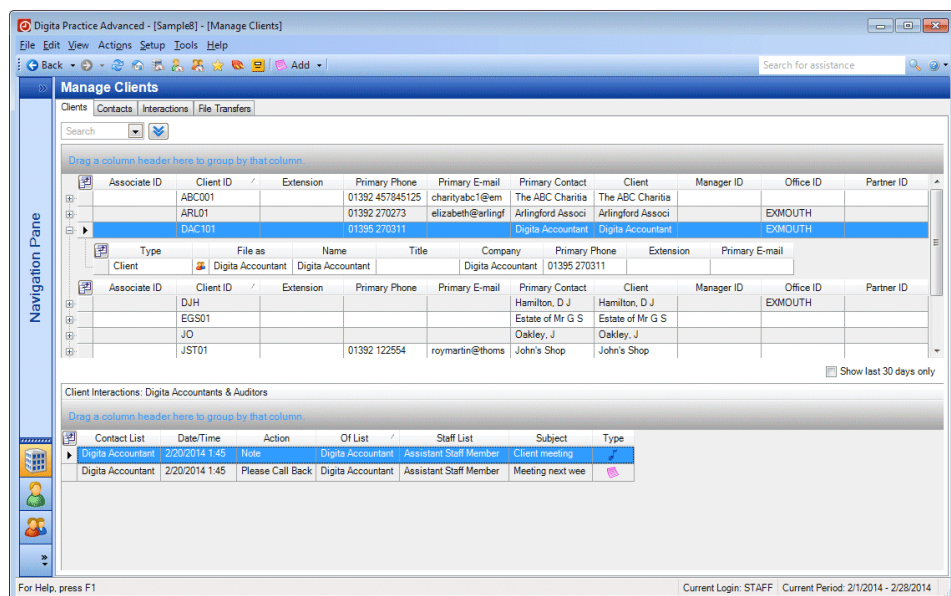 Digita Practice Advanced - [Sample8] - [Manage Clients]
File Edit View Actions Setup Tools Help
Back Add Search for assistance
Manage Clients
Clients Contacts Interactions File Transfers
Search
Drag a column header here to group by that column.
Associate ID Client ID Extension Primary Phone Primary E-mail Primary Contact Client Manager ID Office ID Partner ID
ABC001 01392 457845125 charityabc1@em The ABC Charitia The ABC Charitia
ARL01 01392 270273 elizabeth@arlingf Arlingford Associ Arlingford Associ EXMOUTH
DAC101 01395 270311 Digita Accountant Digita Accountant EXMOUTH
Type File as Name Title Company Primary Phone Extension Primary E-mail
Client Digita Accountant Digita Accountant Digita Accountant 01395 270311
Associate ID Client ID Extension Primary Phone Primary E-mail Primary Contact Client Manager ID Office ID Partner ID
DJH Hamilton, D J Hamilton, D J EXMOUTH
EGS01 Estate of Mr G S Estate of Mr G S
JO Oakley, J Oakley, J
JST01 01392 122554 roymartin@thoms John's Shop John's Shop
Show last 30 days only
Client Interactions: Digita Accountants & Auditors
Drag a column header here to group by that column.
Contact List Date/Time Action Of List Staff List Subject Type
Digita Accountant 2/20/2014 1:45 Note Digita Accountant Assistant Staff Member Client meeting
Digita Accountant 2/20/2014 1:45 Please Call Back Digita Accountant Assistant Staff Member Meeting next wee
Navigation Pane
For Help, press F1 Current Login: STAFF Current Period: 2/1/2014 - 2/28/2014